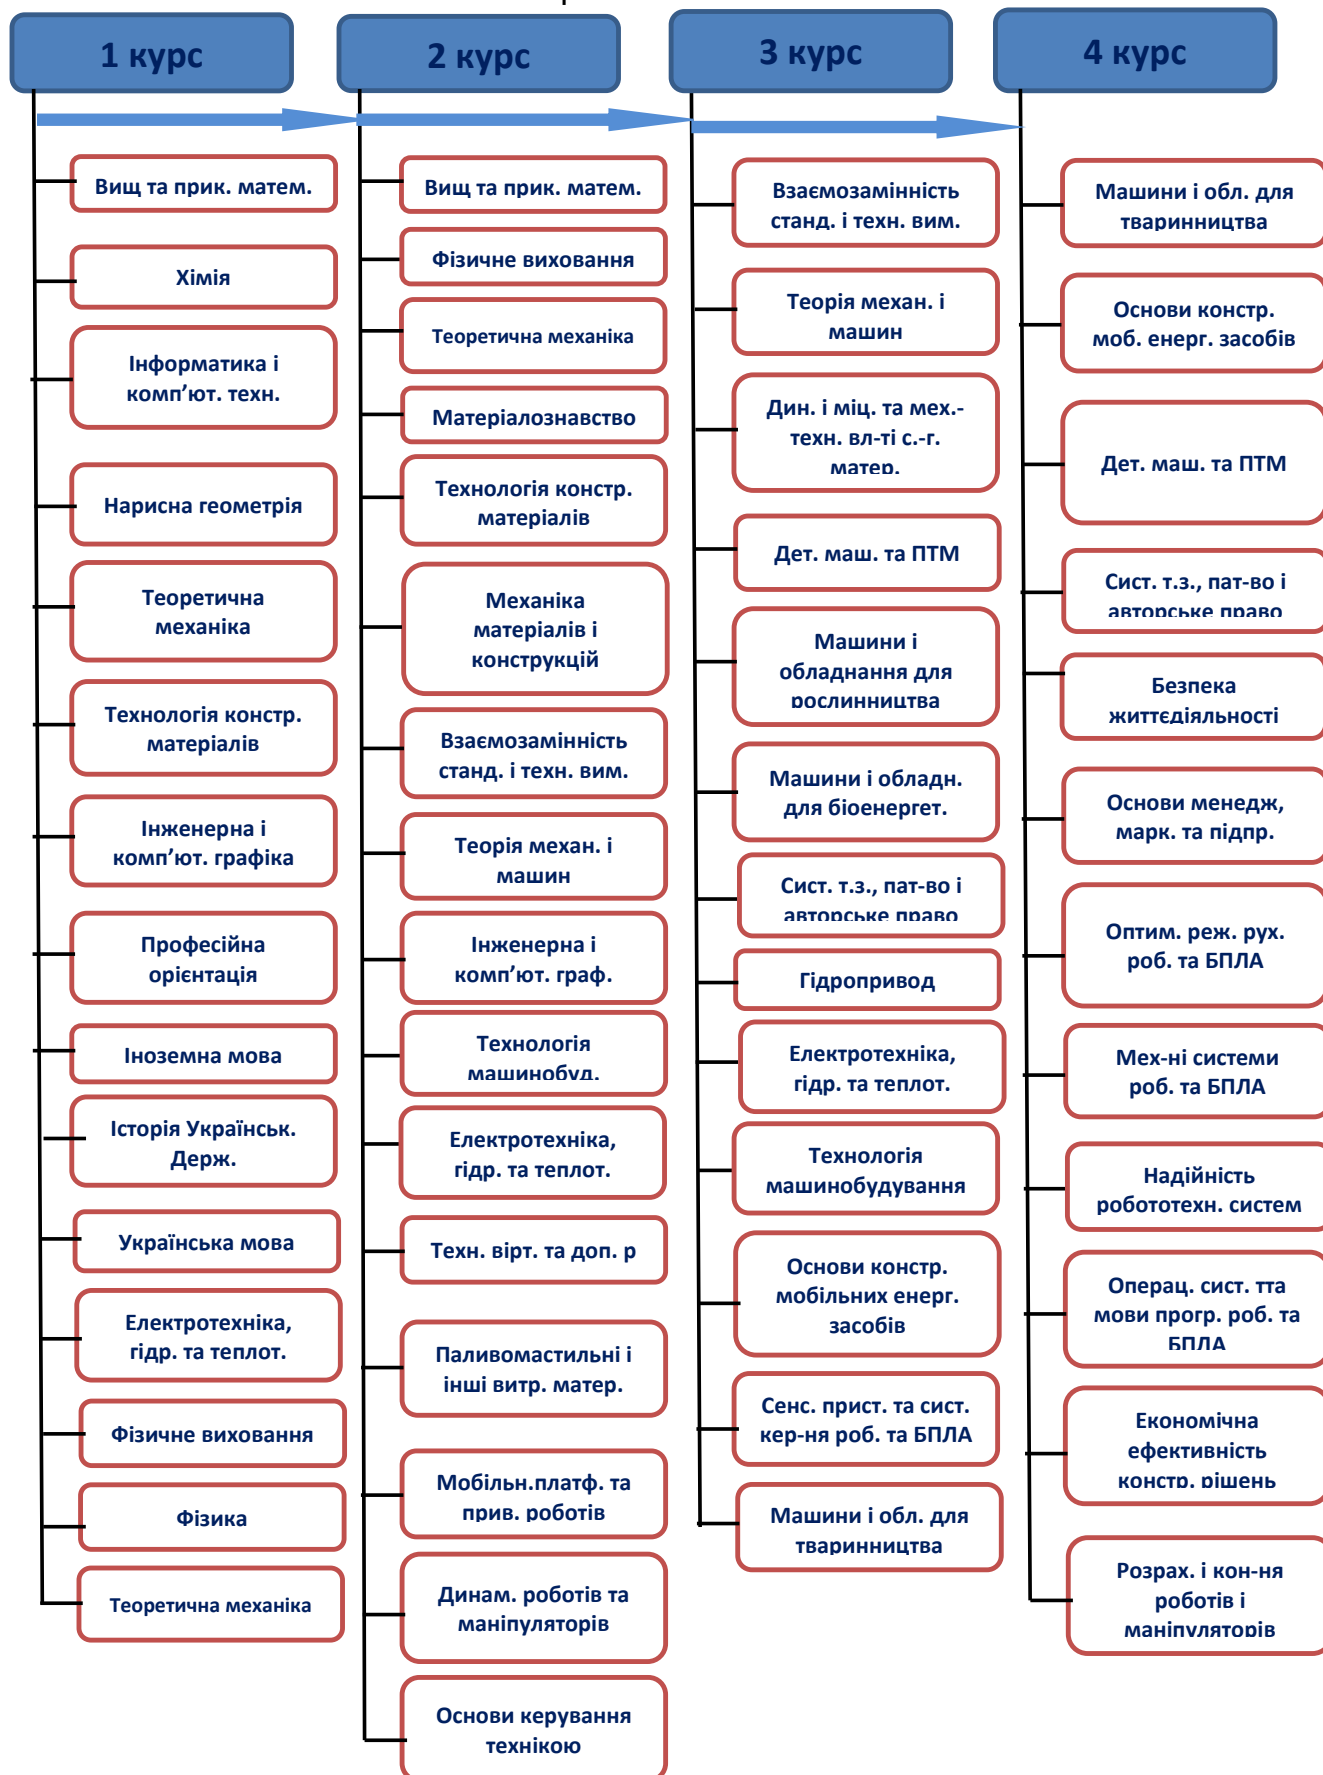 1 курс
2 курс
3 курс
4 курс
Вищ та прик. матем.
Хімія
Інформатика і
комп’ют. техн.
Нарисна геометрія
Теоретична
механіка
Технологія констр.
матеріалів
Інженерна і
комп’ют. графіка
Професійна
орієнтація
Іноземна мова
Історія Українськ.
Держ.
Українська мова
Електротехніка,
гідр. та теплот.
Фізичне виховання
Фізика
Теоретична механіка
Вищ та прик. матем.
Фізичне виховання
Теоретична механіка
Матеріалознавство
Технологія констр.
матеріалів
Механіка
матеріалів і
конструкцій
Взаємозамінність
станд. і техн. вим.
Теорія механ. і
машин
Інженерна і
комп’ют. граф.
Технологія
машинобуд.
Електротехніка,
гідр. та теплот.
Техн. вірт. та доп. р
Паливомастильні і
інші витр. матер.
Мобільн.платф. та
прив. роботів
Динам. роботів та
маніпуляторів
Основи керування
технікою
Взаємозамінність
станд. і техн. вим.
Теорія механ. і
машин
Дин. і міц. та мех.-
техн. вл-ті с.-г.
матер.
Дет. маш. та ПТМ
Машини і
обладнання для
рослинництва
Машини і обладн.
для біоенергет.
Сист. т.з., пат-во і
авторське право
Гідропривод
Електротехніка,
гідр. та теплот.
Технологія
машинобудування
Основи констр.
мобільних енерг.
засобів
Сенс. прист. та сист.
кер-ня роб. та БПЛА
Машини і обл. для
тваринництва
Машини і обл. для
тваринництва
Основи констр.
моб. енерг. засобів
Дет. маш. та ПТМ
Сист. т.з., пат-во і
авторське право
Безпека
життєдіяльності
Основи менедж,
марк. та підпр.
Оптим. реж. рух.
роб. та БПЛА
Мех-ні системи
роб. та БПЛА
Надійність
робототехн. систем
Операц. сист. тта
мови прогр. роб. та
БПЛА
Економічна
ефективність
констр. рішень
Розрах. і кон-ня
роботів і
маніпуляторів